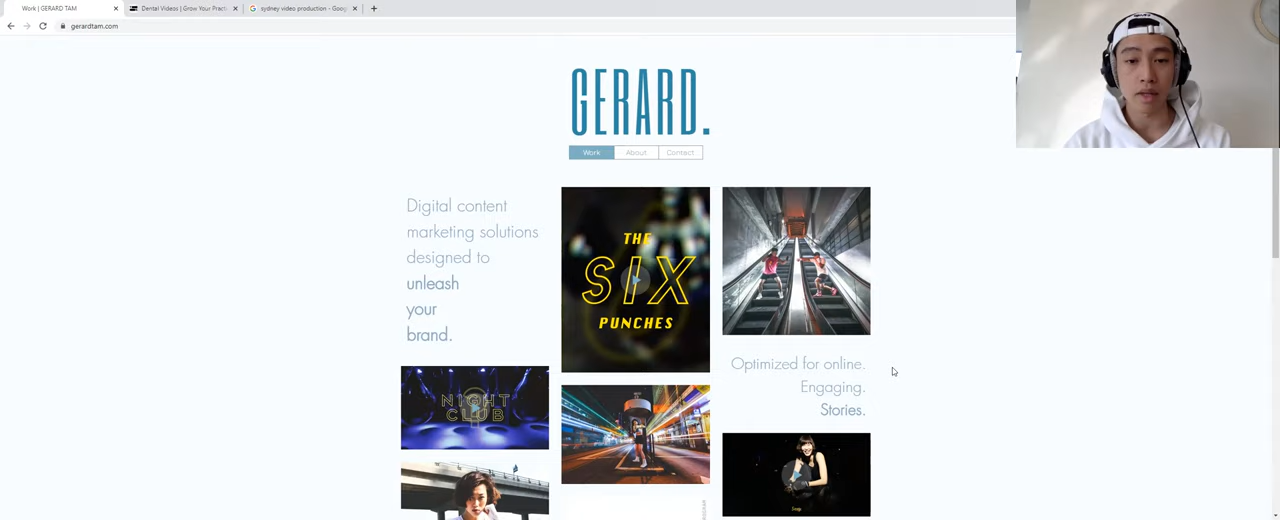 Work | GERARD TAM
Dental Videos | Grow Your Practi
sydney video production - Goog
gerardtam.com
GERARD.
Work
About
Contact
Digital content
marketing solutions
designed to
unleash
your
brand.
THE
SIX
PUNCHES
Optimized for online.
Engaging.
Stories.
NIGHT
CLUB